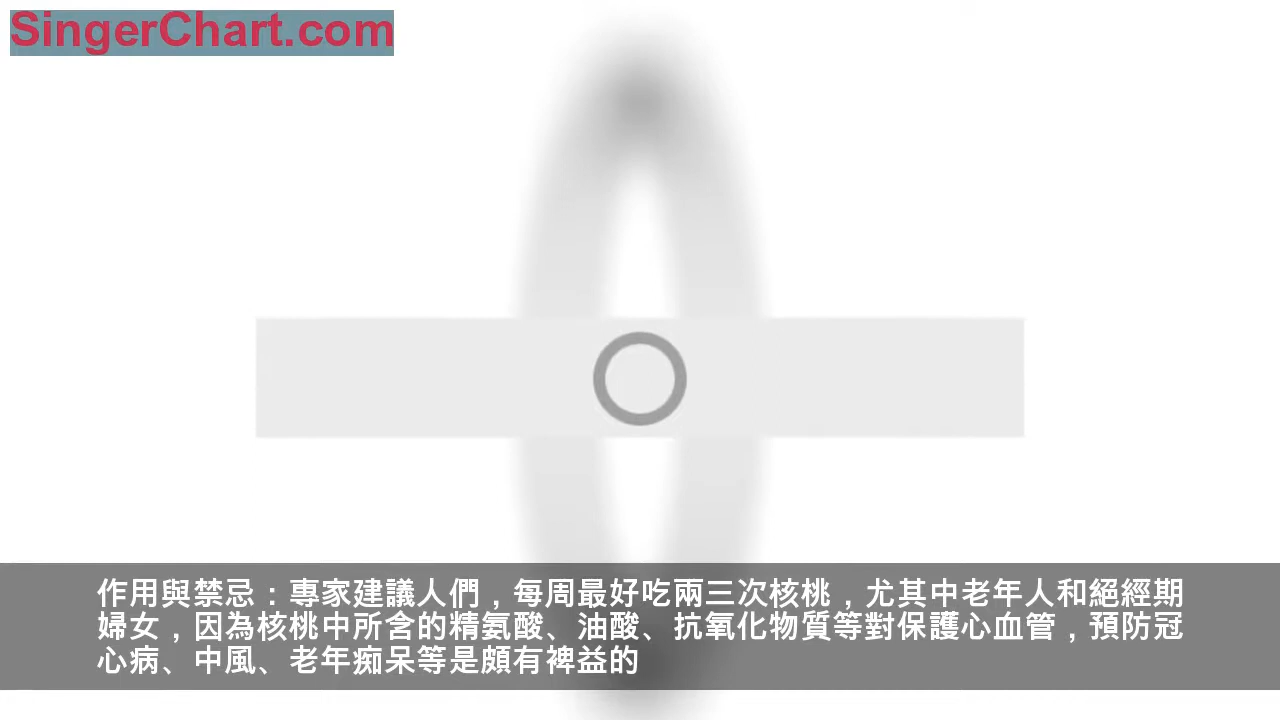 SingerChart.com
作用與禁忌：專家建議人們，每周最好吃兩三次核桃，尤其中老年人和絕經期
婦女，因為核桃中所含的精氨酸、油酸、抗氧化物質等對保護心血管，預防冠
心病、中風、老年痴呆等是頗有裨益的